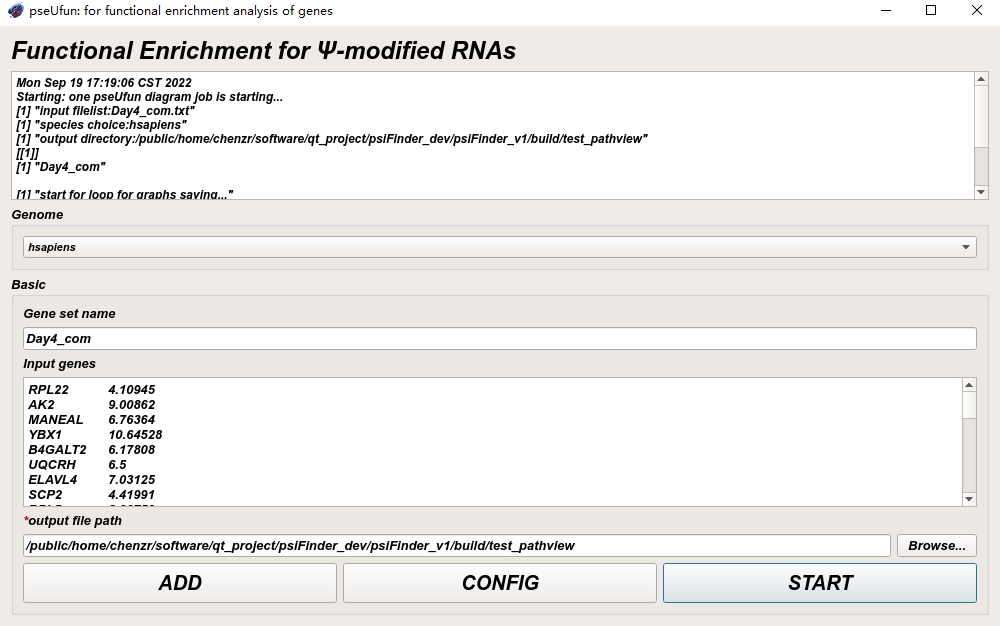 pseUfun: for functional enrichment analysis of genes
Functional Enrichment for Ψ-modified RNAs
Mon Sep 19 17:19:06 CST 2022
Starting: one pseUfun diagram job is starting...
[1] "input filelist:Day4_com.txt"
[1] "species choice:hsapiens"
[1] "output directory:/public/home/chenzr/software/qt_project/psiFinder_dev/psiFinder_v1/build/test_pathview"
[[1]]
[1] "Day4_com"
[1] "start for loop for graphs saving..."
Genome
hsapiens
Basic
Gene set name
Day4_com
Input genes
RPL22 4.10945
AK2 9.00862
MANEAL 6.76364
YBX1 10.64528
B4GALT2 6.17808
UQCRH 6.5
ELAVL4 7.03125
SCP2 4.41991
*output file path
/public/home/chenzr/software/qt_project/psiFinder_dev/psiFinder_v1/build/test_pathview Browse...
ADD CONFIG START